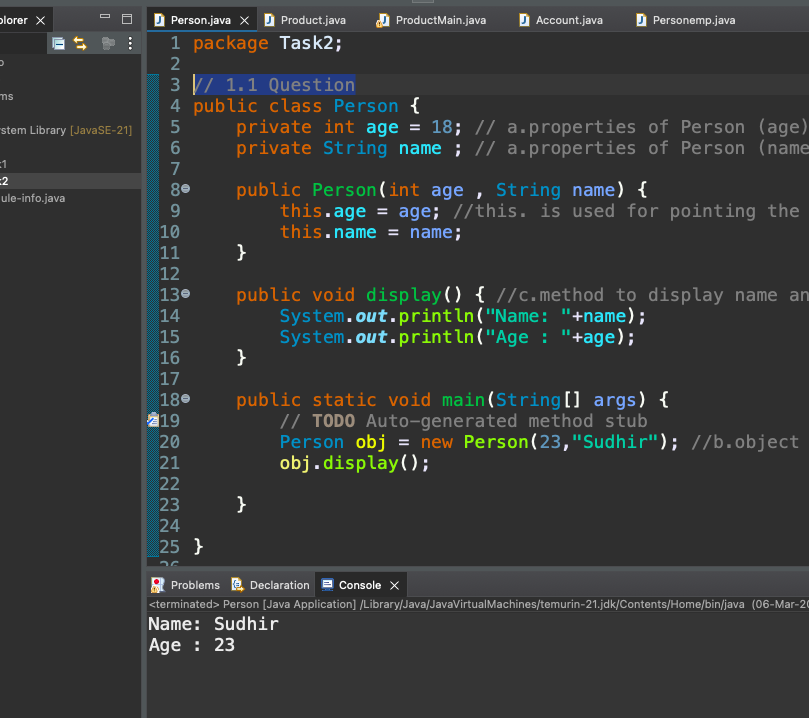 plorer
Person.java
Product.java
ProductMain.java
Account.java
Personemp.java
ms
ystem Library [JavaSE-21]
ule-info.java
1 package Task2;
2
3 // 1.1 Question
4 public class Person {
5 private int age = 18; // a.properties of Person (age)
6 private String name ; // a.properties of Person (name
7
8 public Person(int age , String name) {
9 this.age = age; //this. is used for pointing the
10 this.name = name;
11 }
12
13 public void display() { //c.method to display name an
14 System.out.println("Name: "+name);
15 System.out.println("Age : "+age);
16 }
17
18 public static void main(String[] args) {
19 // TODO Auto-generated method stub
20 Person obj = new Person(23,"Sudhir"); //b.object
21 obj.display();
22
23 }
24
25 }
Problems
Declaration
Console
<terminated> Person [Java Application] /Library/Java/JavaVirtualMachines/temurin-21.jdk/Contents/Home/bin/java (06-Mar-20
Name: Sudhir
Age : 23